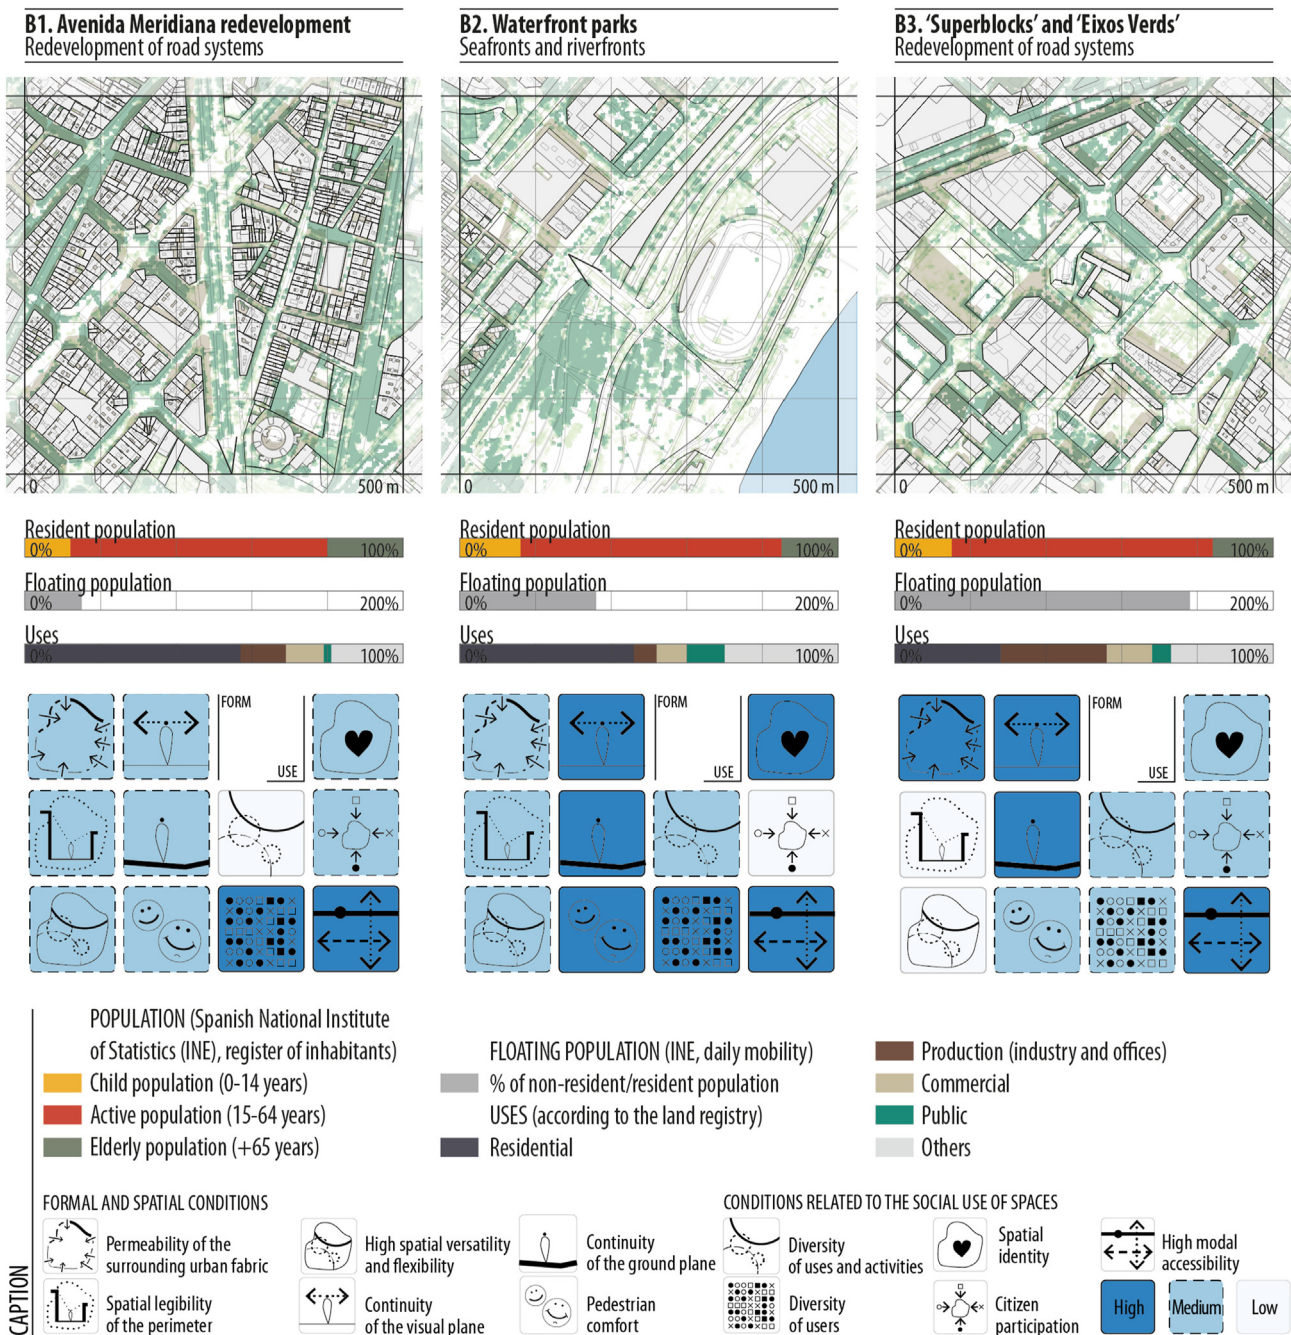 B1. Avenida Meridiana redevelopment
Redevelopment of road systems
0
500 m
Resident population
0%
100%
Floating population
0%
200%
Uses
0%
100%
FORM
USE
B2. Waterfront parks
Seafronts and riverfronts
0
500 m
Resident population
0%
100%
Floating population
0%
200%
Uses
0%
100%
FORM
USE
B3. ‘Superblocks’ and ‘Eixos Verds’
Redevelopment of road systems
0
500 m
Resident population
0%
100%
Floating population
0%
200%
Uses
0%
100%
FORM
USE
CAPTION
POPULATION (Spanish National Institute
of Statistics (INE), register of inhabitants)
Child population (0-14 years)
Active population (15-64 years)
Elderly population (+65 years)
FLOATING POPULATION (INE, daily mobility)
% of non-resident/resident population
USES (according to the land registry)
Residential
Production (industry and offices)
Commercial
Public
Others
FORMAL AND SPATIAL CONDITIONS
Permeability of the
surrounding urban fabric
Spatial legibility
of the perimeter
High spatial versatility
and flexibility
Continuity
of the visual plane
Continuity
of the ground plane
Pedestrian
comfort
CONDITIONS RELATED TO THE SOCIAL USE OF SPACES
Diversity
of uses and activities
Diversity
of users
Spatial
identity
Citizen
participation
High modal
accessibility
High
Medium
Low